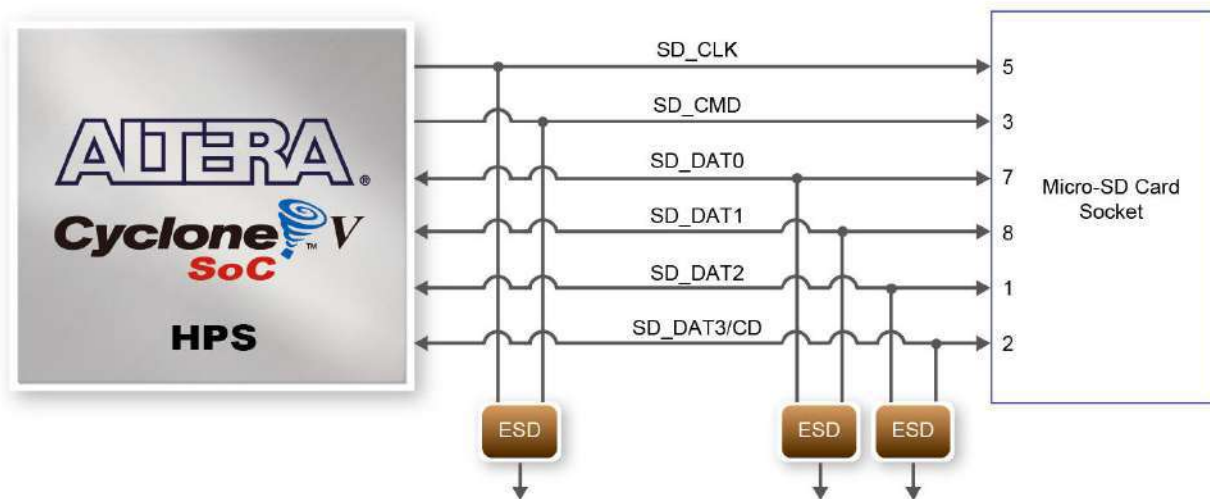 SD_CLK
5
SD_CMD
3
ALTERA®
SD_DAT0
7
Micro-SD Card
Socket
Cyclone™ V
SoC
SD_DAT1
8
SD_DAT2
1
HPS
SD_DAT3/CD
2
ESD
ESD
ESD